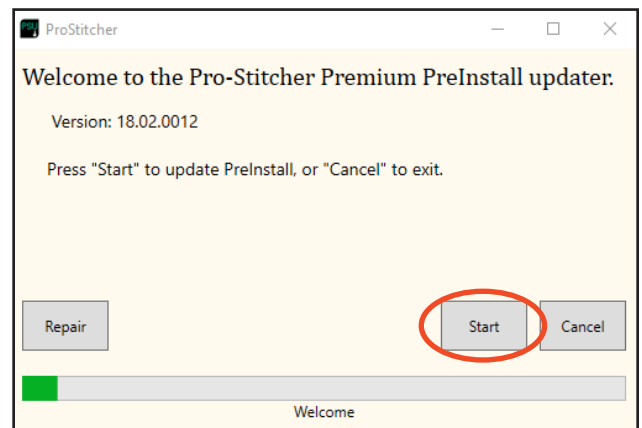 PSU
ProStitcher
Welcome to the Pro-Stitcher Premium PreInstall updater.
Version: 18.02.0012
Press "Start" to update PreInstall, or "Cancel" to exit.
Repair
Start
Cancel
Welcome